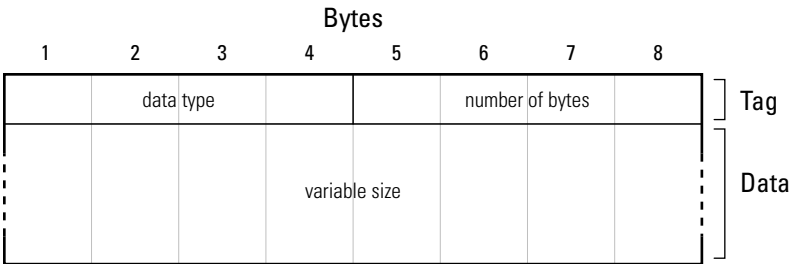 Bytes
1 2 3 4 5 6 7 8
data type number of bytes Tag
variable size Data